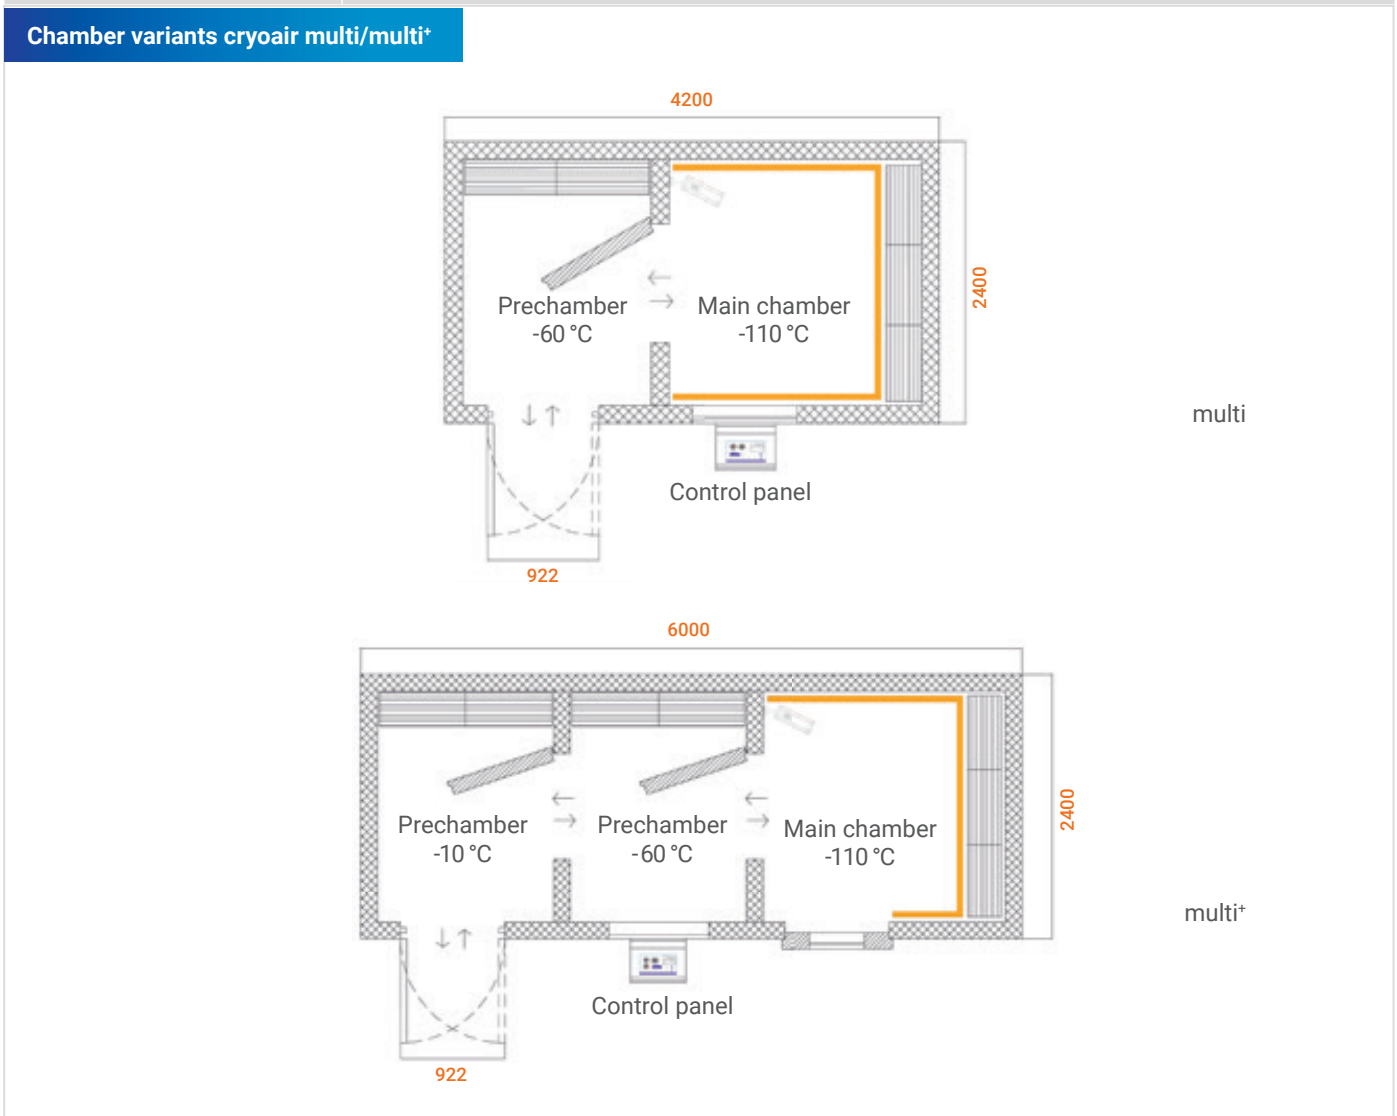 Chamber variants cryoair multi/multi⁺
4200
Prechamber
-60 °C
Main chamber
-110 °C
2400
multi
Control panel
922
6000
Prechamber
-10 °C
Prechamber
-60 °C
Main chamber
-110 °C
2400
multi⁺
Control panel
922